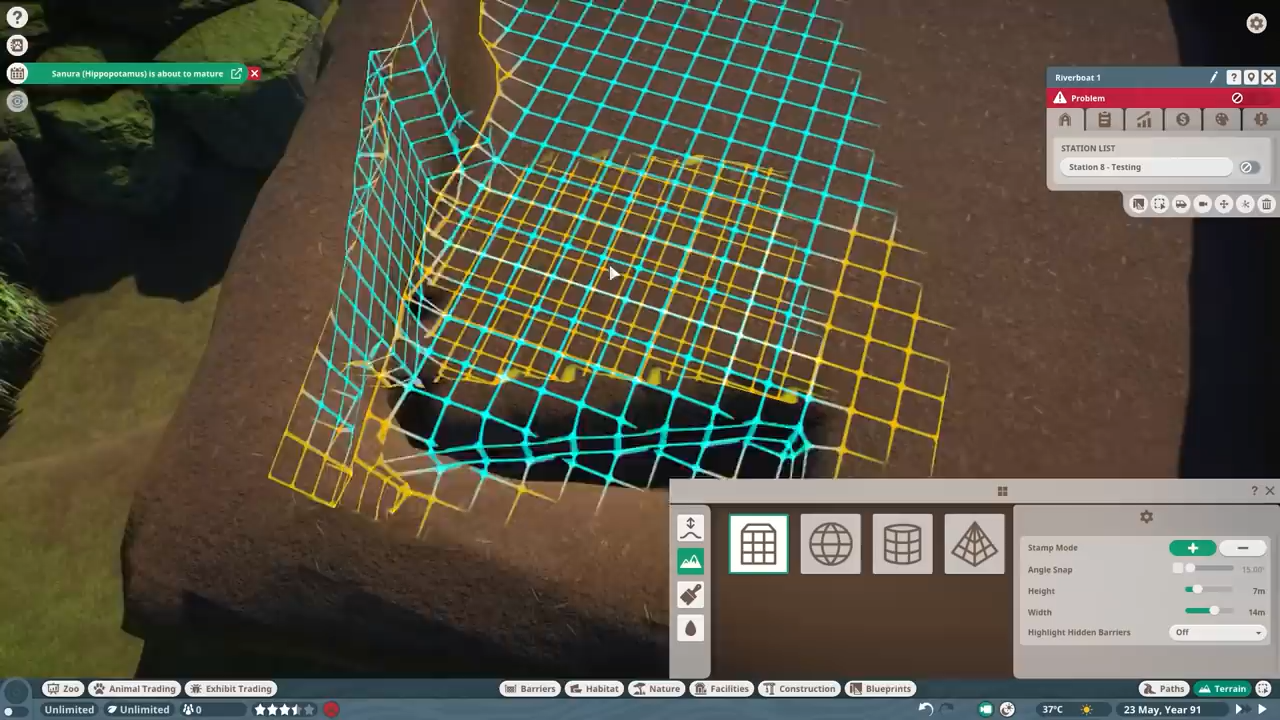 ?
Sanura (Hippopotamus) is about to mature
Riverboat 1
?
Problem
$
STATION LIST
Station 8 - Testing
?
Stamp Mode
Angle Snap
15.00°
Height
7m
Width
14m
Highlight Hidden Barriers
Off
Zoo
Animal Trading
Exhibit Trading
Barriers
Habitat
Nature
Facilities
Construction
Blueprints
Paths
Terrain
Unlimited
Unlimited
0
37°C
23 May, Year 91